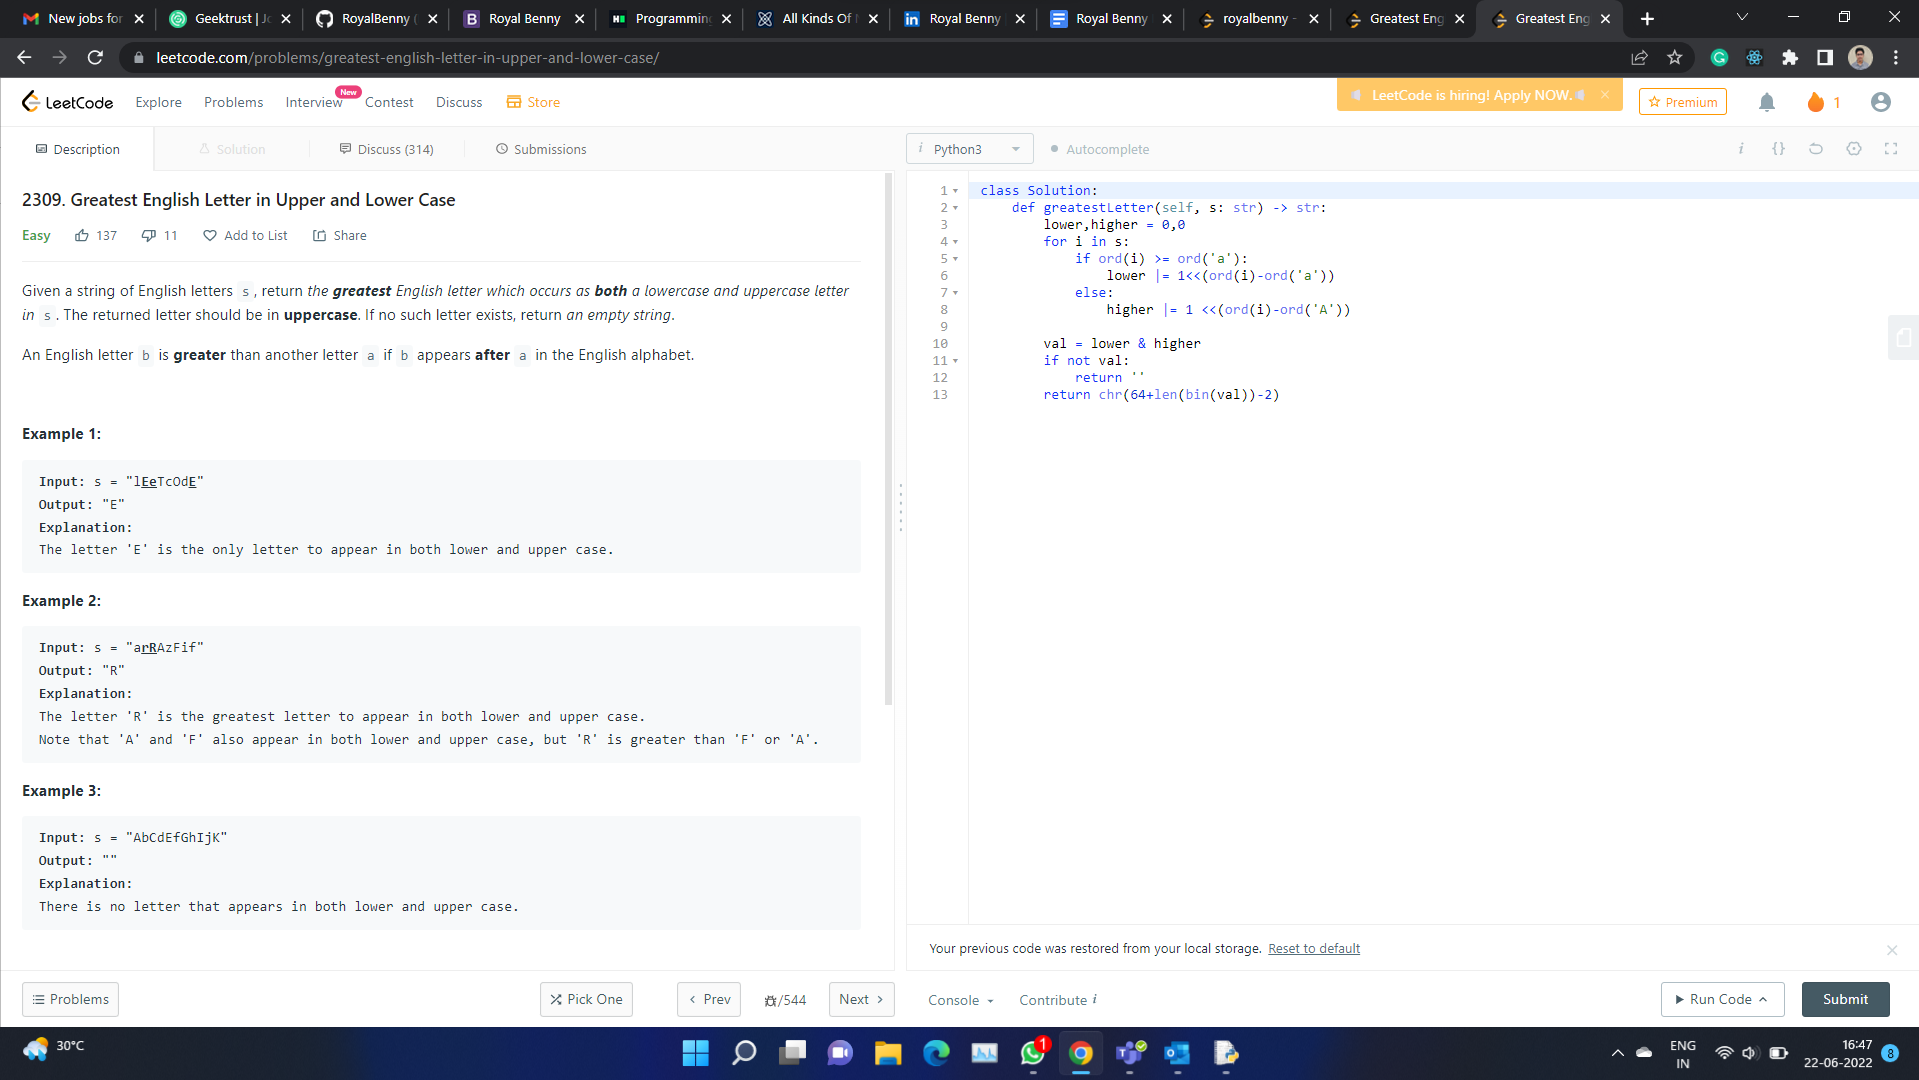 New jobs for
Geektrust | Jo
RoyalBenny (
Royal Benny
Programming
All Kinds Of
Royal Benny
Royal Benny
royalbenny -
Greatest Eng
Greatest Eng
leetcode.com/problems/greatest-english-letter-in-upper-and-lower-case/
LeetCode
Explore
Problems
Interview
New
Contest
Discuss
Store
LeetCode is hiring! Apply NOW.
Premium
1
Description
Solution
Discuss (314)
Submissions
2309. Greatest English Letter in Upper and Lower Case
Easy
137
11
Add to List
Share
Given a string of English letters s, return the greatest English letter which occurs as both a lowercase and uppercase letter
in s. The returned letter should be in uppercase. If no such letter exists, return an empty string.
An English letter b is greater than another letter a if b appears after a in the English alphabet.
Example 1:
Input: s = "lEeTcOdE"
Output: "E"
Explanation:
The letter 'E' is the only letter to appear in both lower and upper case.
Example 2:
Input: s = "arRAzFif"
Output: "R"
Explanation:
The letter 'R' is the greatest letter to appear in both lower and upper case.
Note that 'A' and 'F' also appear in both lower and upper case, but 'R' is greater than 'F' or 'A'.
Example 3:
Input: s = "AbCdEfGhIjK"
Output: ""
Explanation:
There is no letter that appears in both lower and upper case.
Problems
Pick One
Prev
/544
Next
i Python3
Autocomplete
i {}
1 class Solution:
2 def greatestLetter(self, s: str) -> str:
3 lower,higher = 0,0
4 for i in s:
5 if ord(i) >= ord('a'):
6 lower |= 1<<(ord(i)-ord('a'))
7 else:
8 higher |= 1 <<(ord(i)-ord('A'))
9
10 val = lower & higher
11 if not val:
12 return ''
13 return chr(64+len(bin(val))-2)
Your previous code was restored from your local storage. Reset to default
Console
Contribute i
Run Code
Submit
30°C
1
ENG
IN
16:47
22-06-2022
8